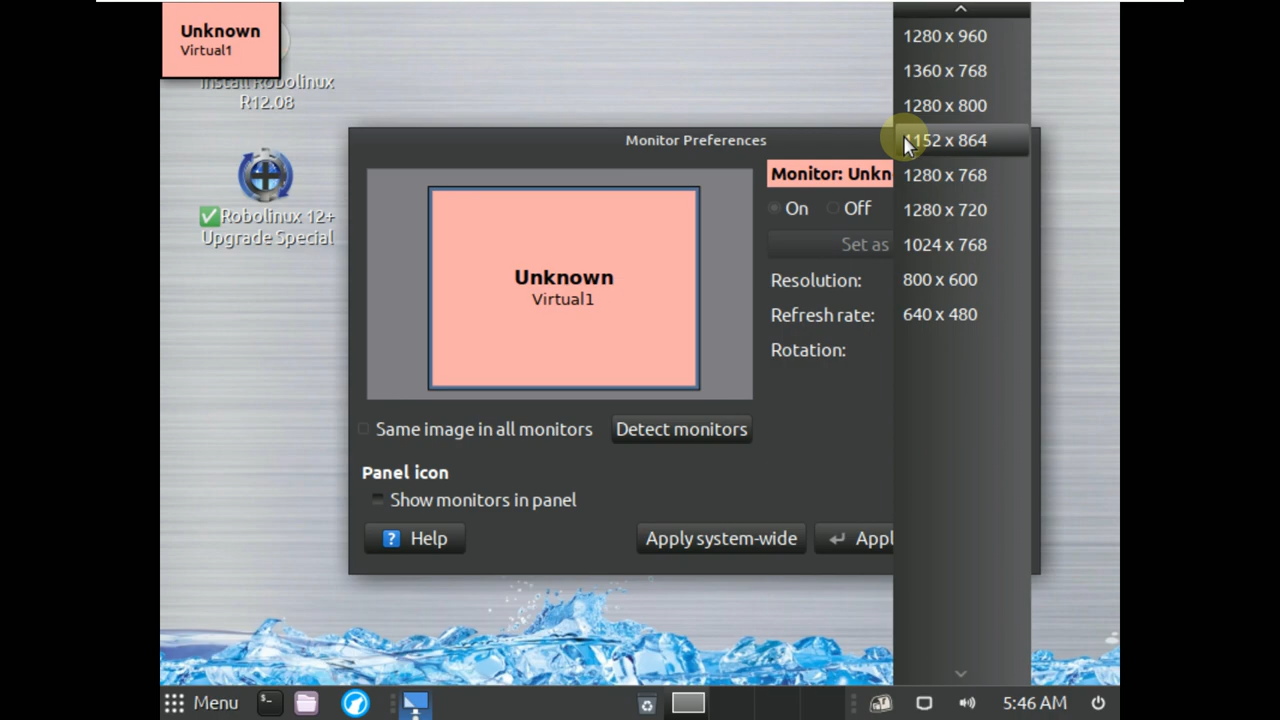 Unknown
Virtual1
Install Robolinux
R12.08
✅Robolinux 12+
Upgrade Special
Monitor Preferences
Unknown
Virtual1
Monitor: Unkn
On
Off
Set as
Resolution:
Refresh rate:
Rotation:
1280 x 960
1360 x 768
1280 x 800
1152 x 864
1280 x 768
1280 x 720
1024 x 768
800 x 600
640 x 480
Same image in all monitors
Detect monitors
Panel icon
Show monitors in panel
? Help
Apply system-wide
Appl
Menu
5:46 AM